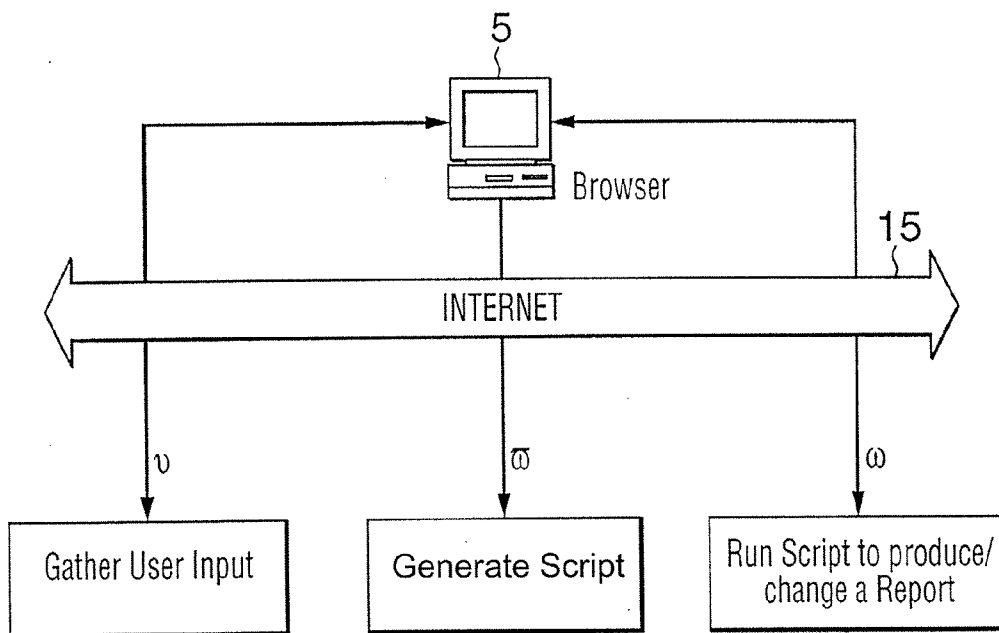 5
Browser
15
INTERNET
υ
ϖ
ω
Gather User Input
Generate Script
Run Script to produce/
change a Report